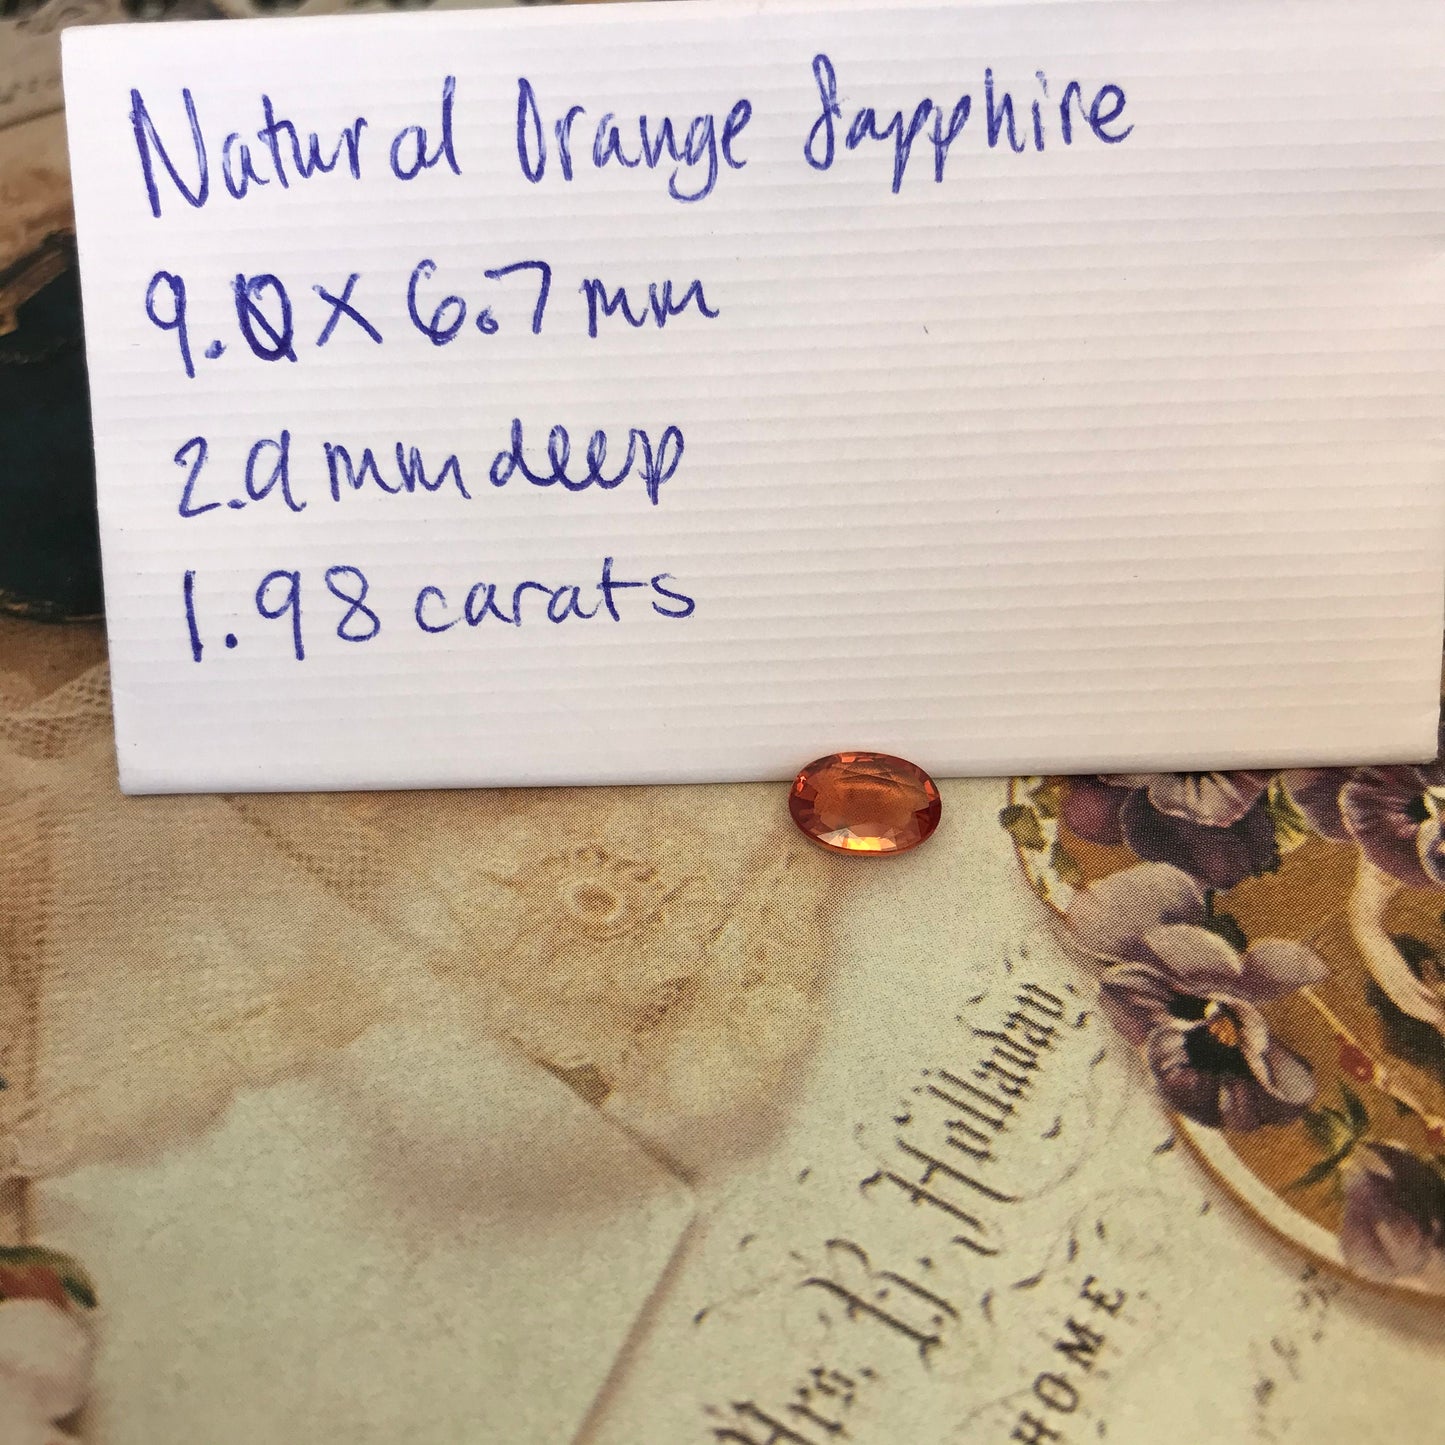 Natural Orange Sapphire
9.0 X 6.7 mm
2.9 mm deep
1.98 carats
Mrs. B. Holladay.
HOME